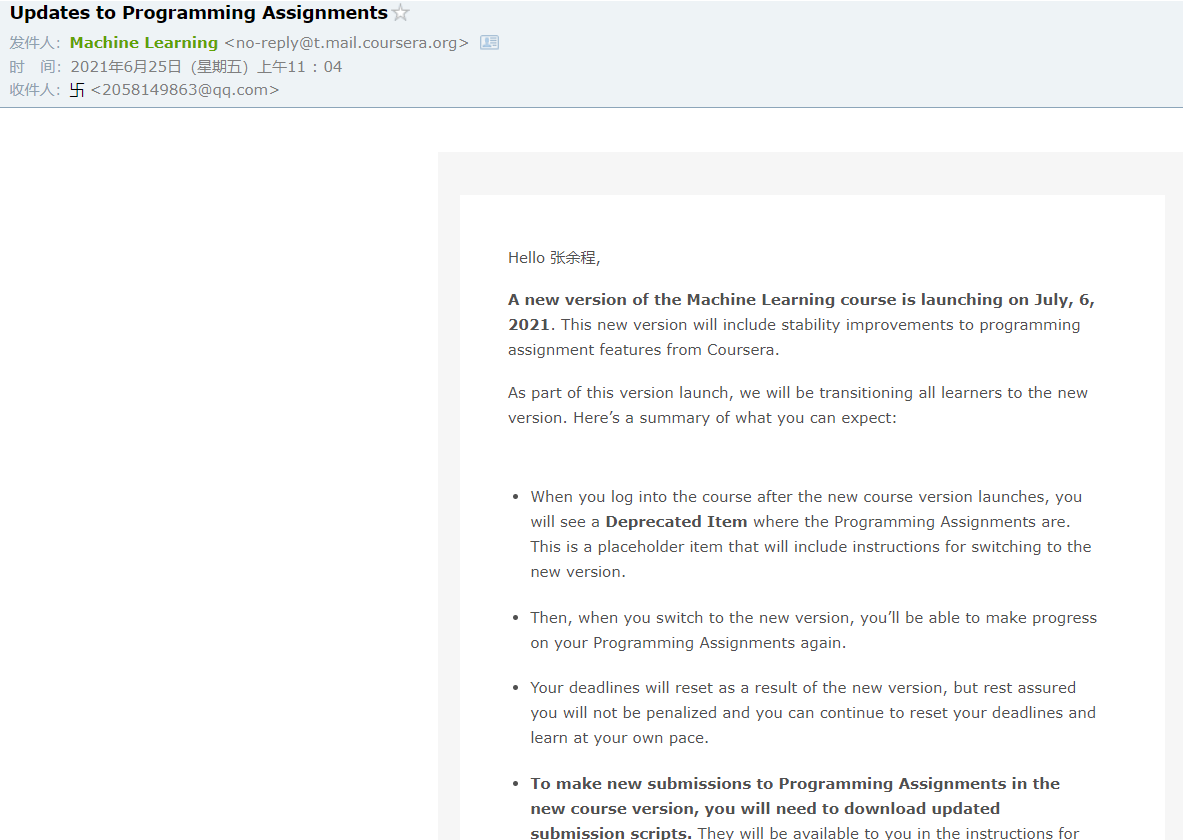 Updates to Programming Assignments
发件人: Machine Learning <no-reply@t.mail.coursera.org>
时 间: 2021年6月25日 (星期五) 上午11 : 04
收件人: 卐 <2058149863@qq.com>
Hello 张余程,
A new version of the Machine Learning course is launching on July, 6,
2021. This new version will include stability improvements to programming
assignment features from Coursera.
As part of this version launch, we will be transitioning all learners to the new
version. Here’s a summary of what you can expect:
• When you log into the course after the new course version launches, you
will see a Deprecated Item where the Programming Assignments are.
This is a placeholder item that will include instructions for switching to the
new version.
• Then, when you switch to the new version, you’ll be able to make progress
on your Programming Assignments again.
• Your deadlines will reset as a result of the new version, but rest assured
you will not be penalized and you can continue to reset your deadlines and
learn at your own pace.
• To make new submissions to Programming Assignments in the
new course version, you will need to download updated
submission scripts. They will be available to you in the instructions for